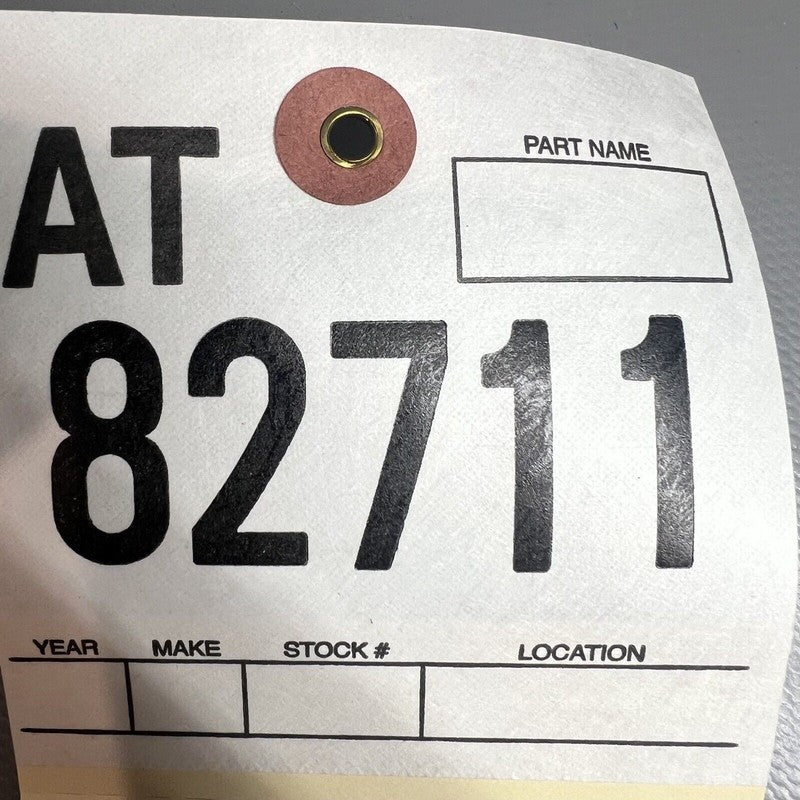 AT
PART NAME
82711
YEAR MAKE STOCK # LOCATION